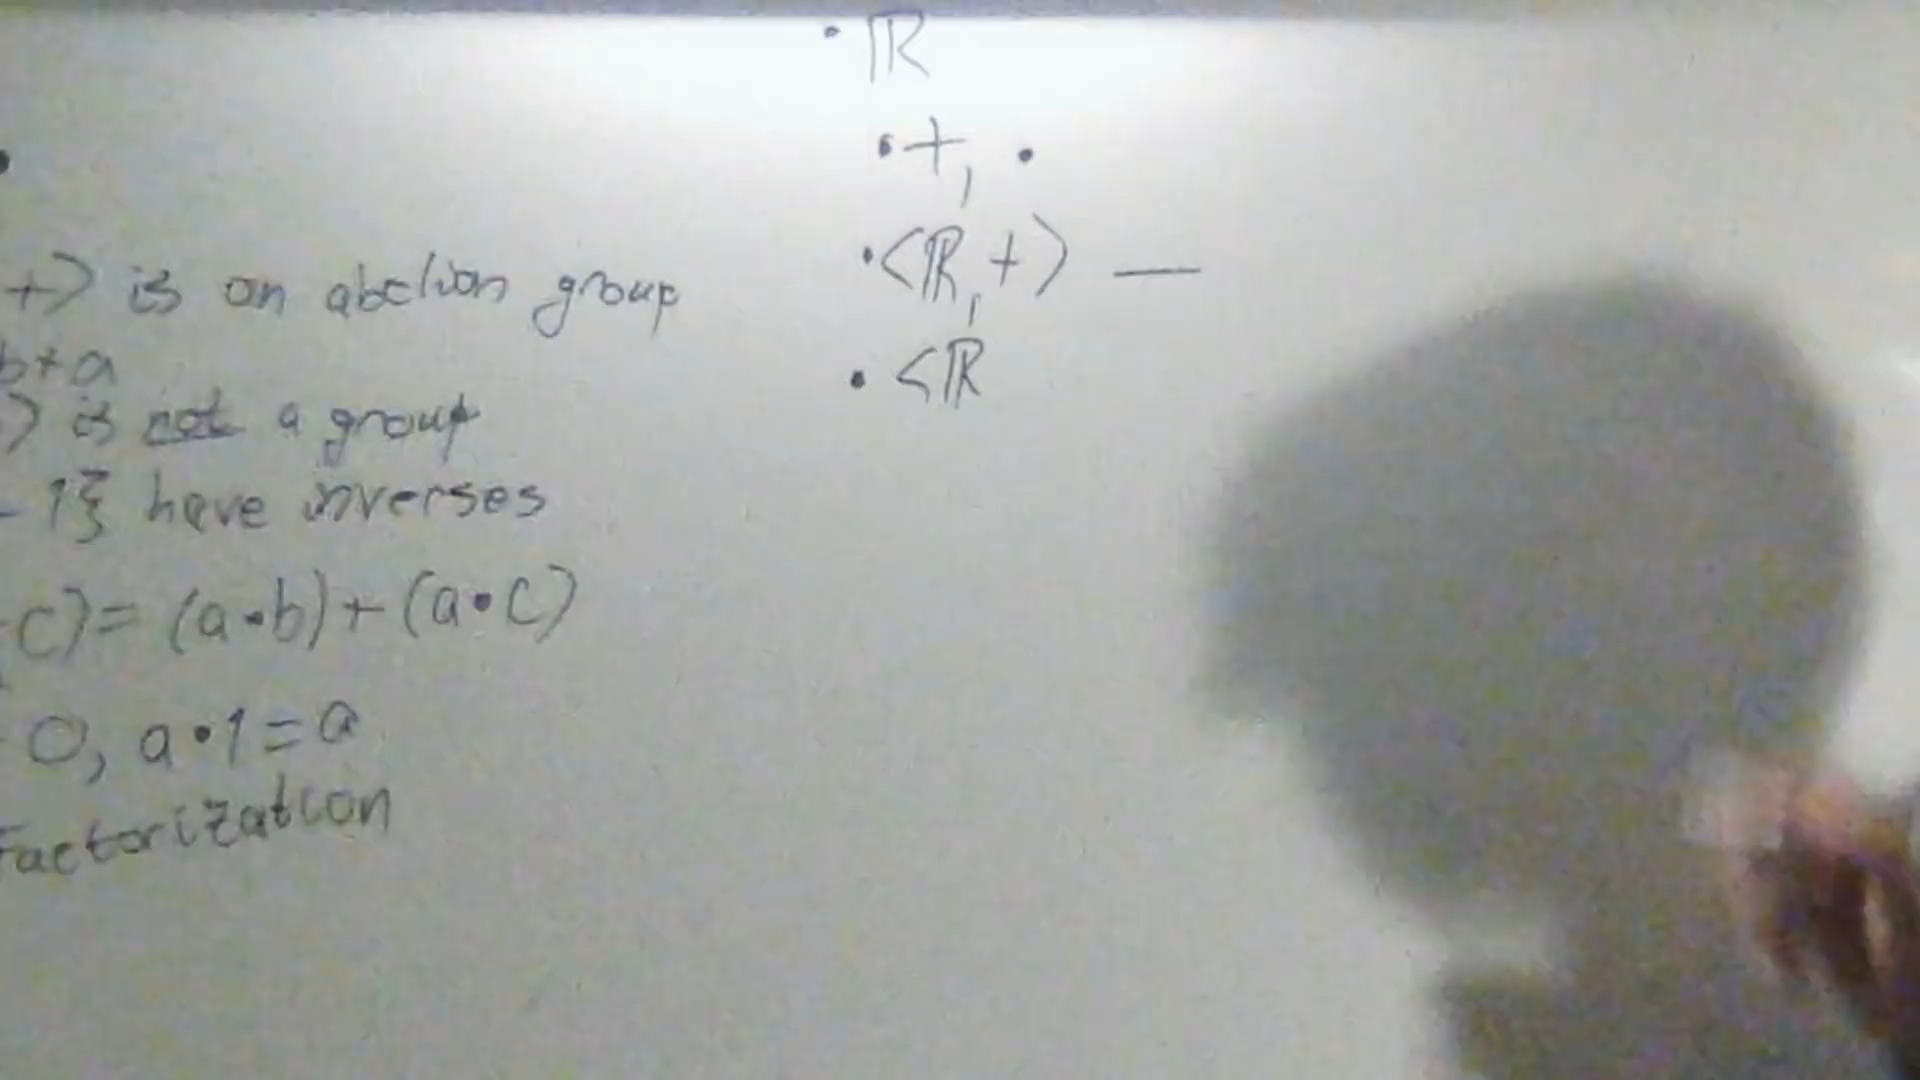 •
+⟩ is an abelian group
b+a
⟩ is not a group
- 1} have inverses
c) = (a•b)+(a•c)
0, a•1=a
Factorization
• ℝ
• +, •
• ⟨ℝ, +⟩ —
• <ℝ